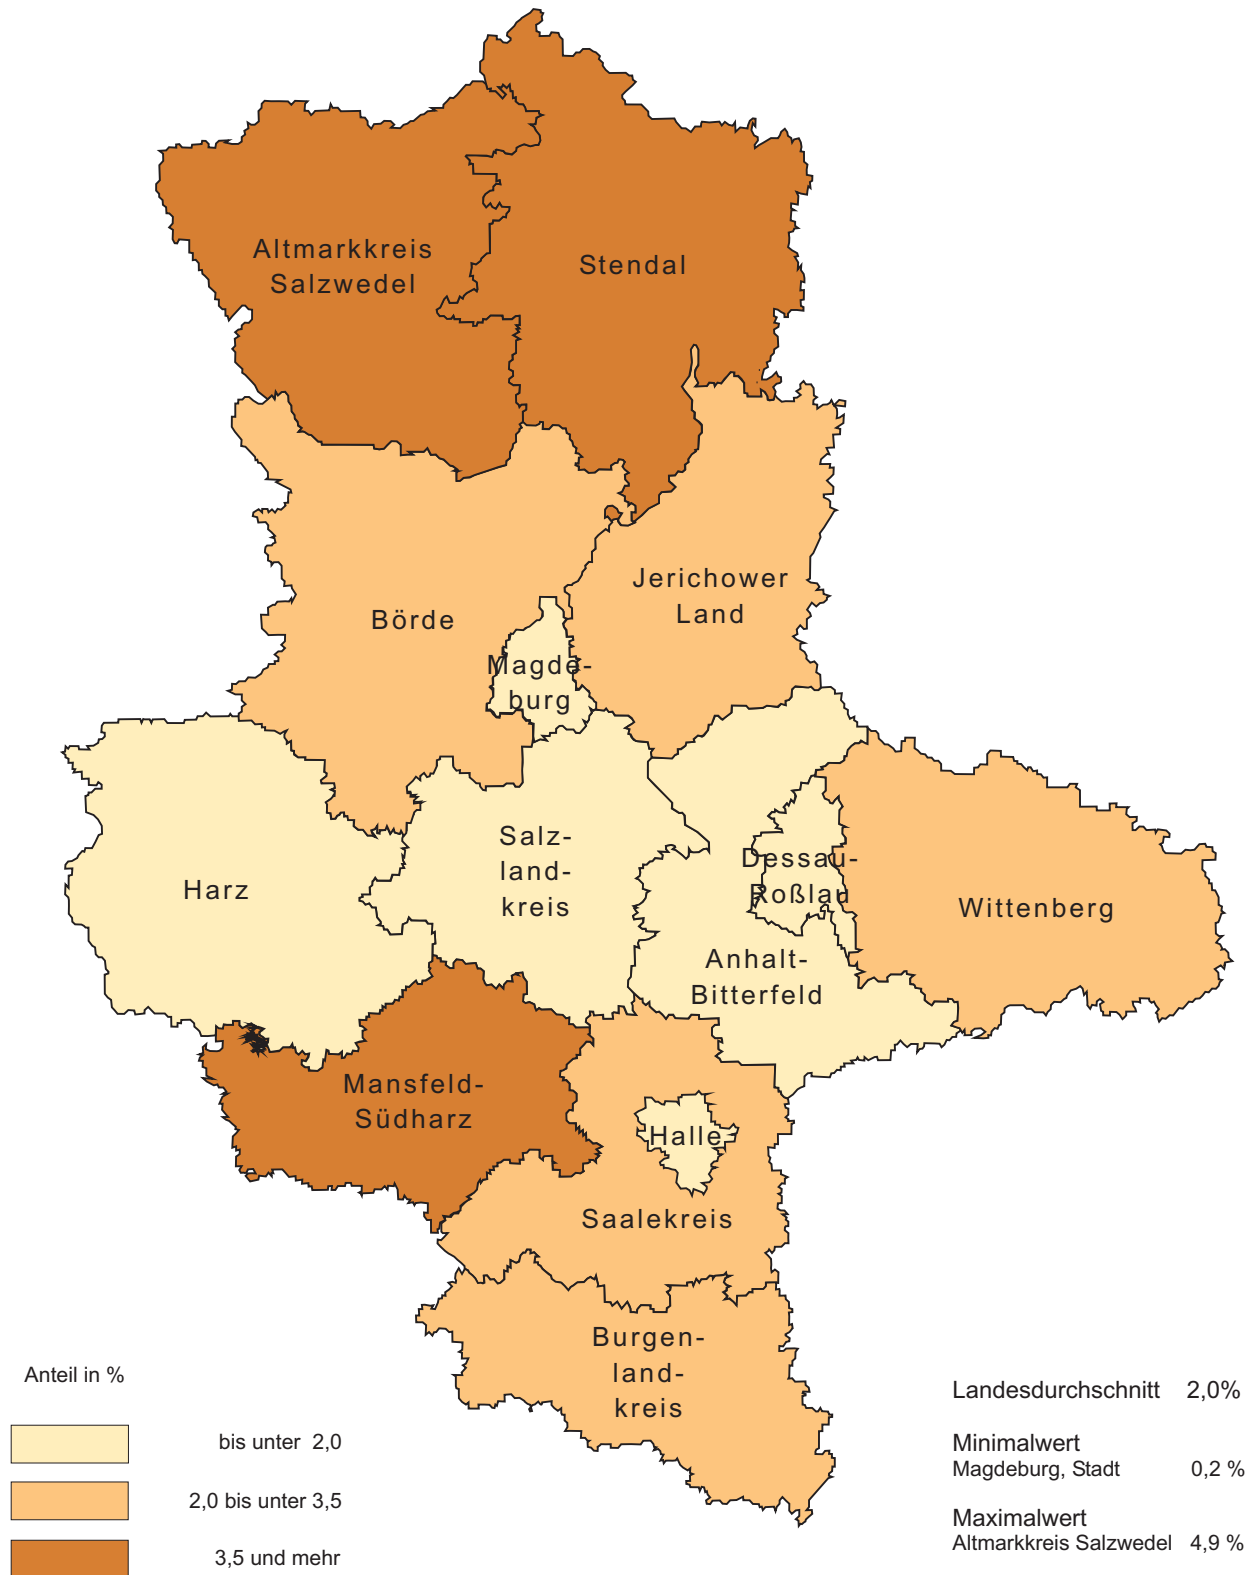 Altmarkkreis
Salzwedel
Stendal
Jerichower
Land
Börde
Magde-
burg
Salz-
land-
kreis
Dessau-
Roßlau
Harz
Wittenberg
Anhalt-
Bitterfeld
Mansfeld-
Südharz
Halle
Saalekreis
Burgen-
land-
kreis
Anteil in %
bis unter 2,0
2,0 bis unter 3,5
3,5 und mehr
Landesdurchschnitt 2,0%
Minimalwert
Magdeburg, Stadt 0,2 %
Maximalwert
Altmarkkreis Salzwedel 4,9 %